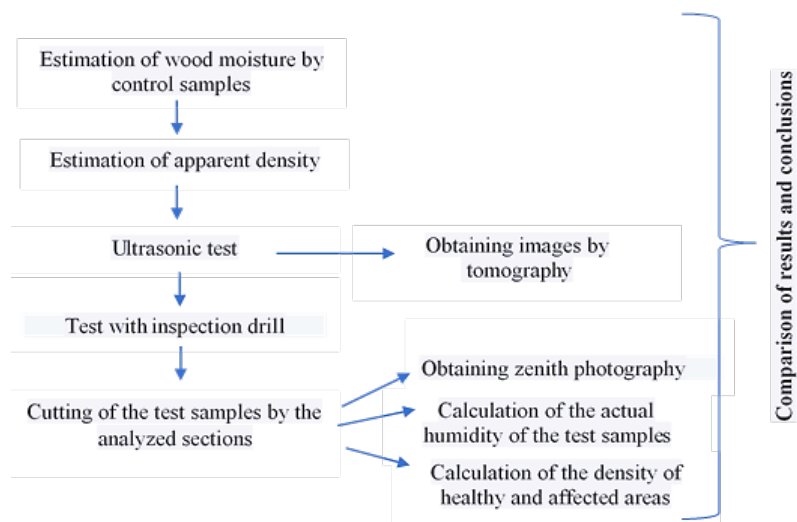 Estimation of wood moisture by
control samples
Estimation of apparent density
Ultrasonic test
Obtaining images by
tomography
Test with inspection drill
Cutting of the test samples by the
analyzed sections
Obtaining zenith photography
Calculation of the actual
humidity of the test samples
Calculation of the density of
healthy and affected areas
Comparison of results and conclusions